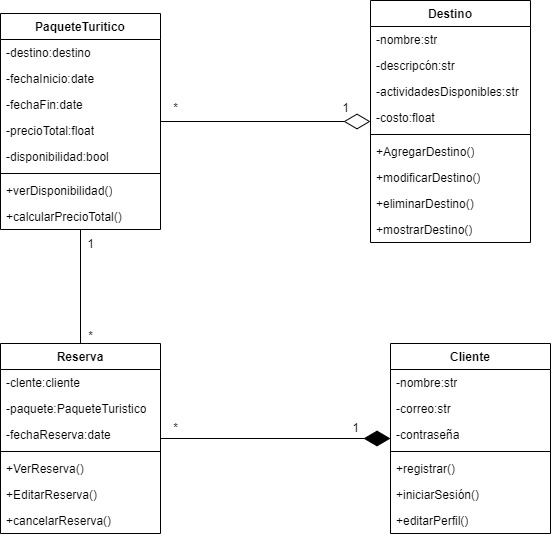 PaqueteTuritico
-destino:destino
-fechaInicio:date
-fechaFin:date
-precioTotal:float
-disponibilidad:bool
+verDisponibilidad()
+calcularPrecioTotal()
Destino
-nombre:str
-descripcón:str
-actividadesDisponibles:str
-costo:float
+AgregarDestino()
+modificarDestino()
+eliminarDestino()
+mostrarDestino()
*
1
1
*
Reserva
-clente:cliente
-paquete:PaqueteTuristico
-fechaReserva:date
+VerReserva()
+EditarReserva()
+cancelarReserva()
*
1
Cliente
-nombre:str
-correo:str
-contraseña
+registrar()
+iniciarSesión()
+editarPerfil()